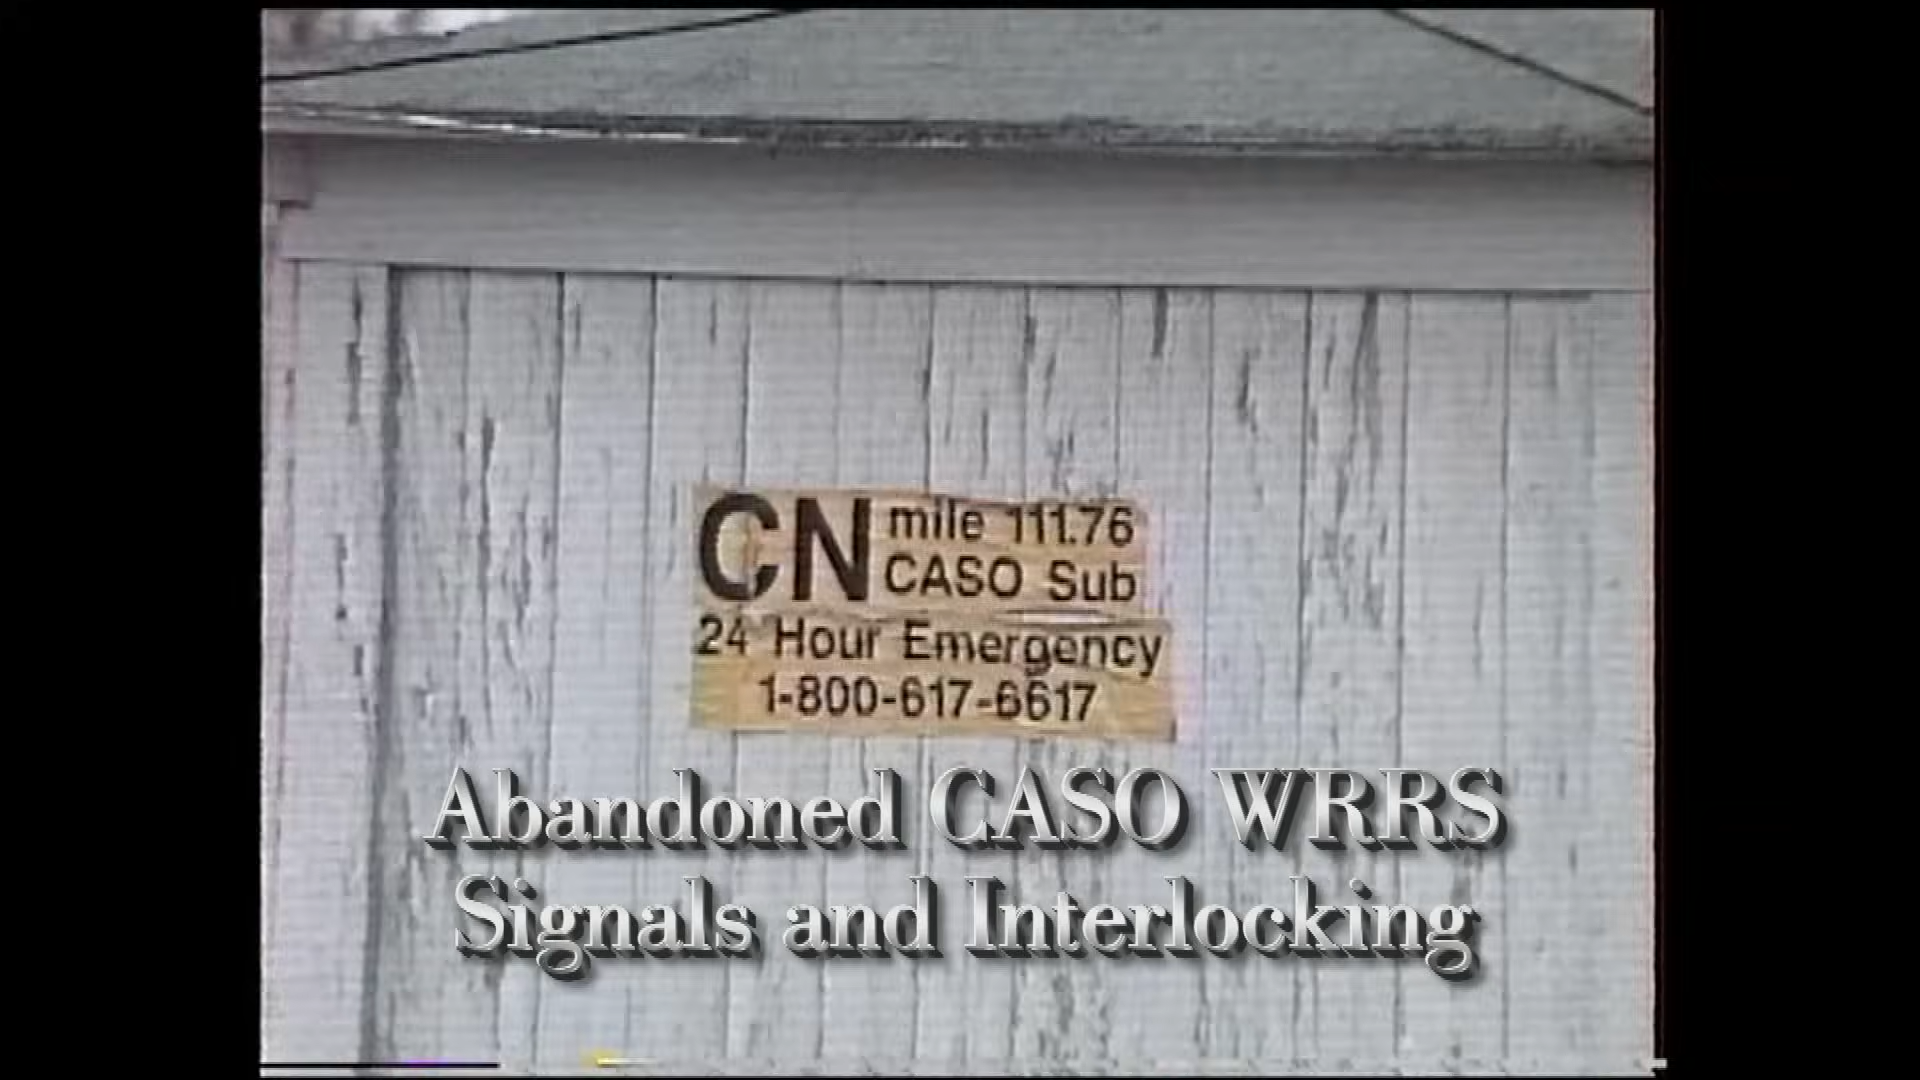 CN mile 111.76
CASO Sub
24 Hour Emergency
1-800-617-6617
Abandoned CASO WRRS
Signals and Interlocking